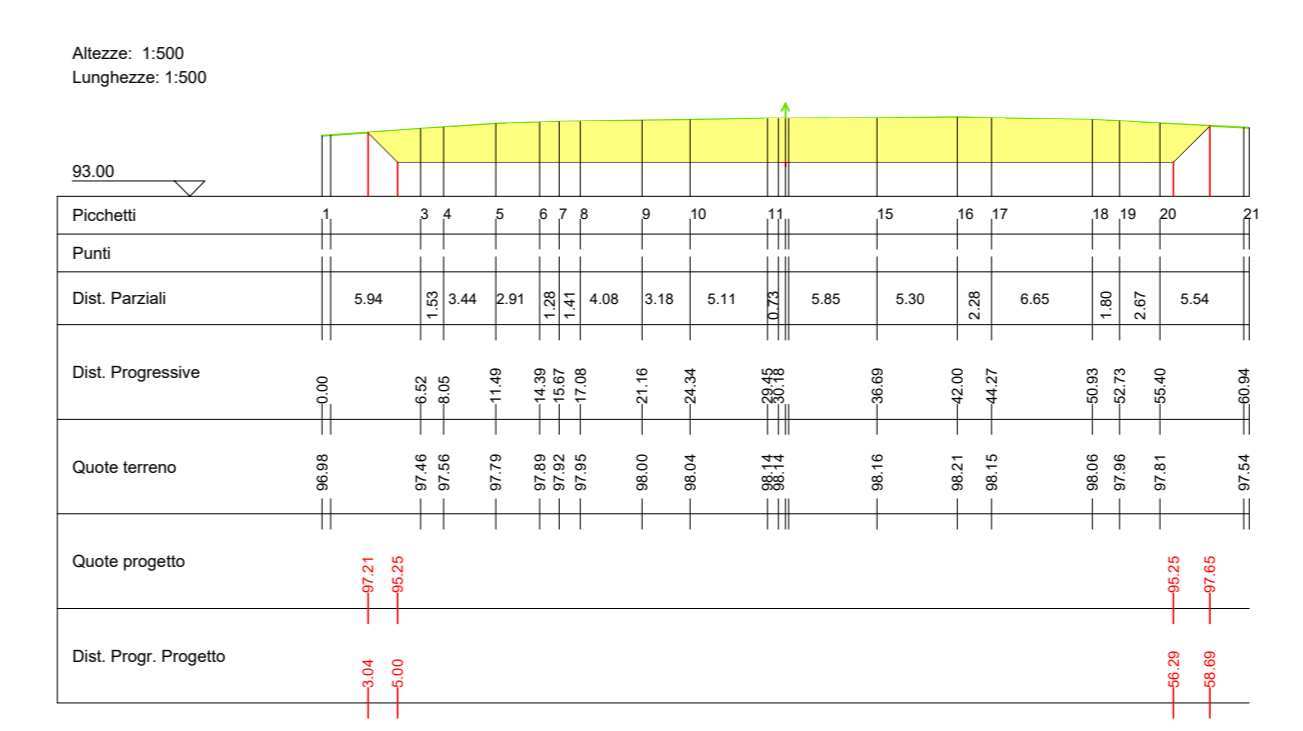 Altezze: 1:500
Lunghezze: 1:500
93.00
Picchetti 1 3 4 5 6 7 8 9 10 11 15 16 17 18 19 20 21
Punti
Dist. Parziali 5.94 1.53 3.44 2.91 1.28 1.41 4.08 3.18 5.11 0.73 5.85 5.30 2.28 6.65 1.80 2.67 5.54
Dist. Progressive 0.00 6.52 8.05 11.49 14.39 15.67 17.08 21.16 24.34 29.45 30.18 36.69 42.00 44.27 50.93 52.73 55.40 60.94
Quote terreno 96.98 97.46 97.56 97.79 97.89 97.92 97.95 98.00 98.04 98.14 98.14 98.16 98.21 98.15 98.06 97.96 97.81 97.54
Quote progetto 97.21 95.25 95.25 97.65
Dist. Progr. Progetto 3.04 5.00 56.29 58.69